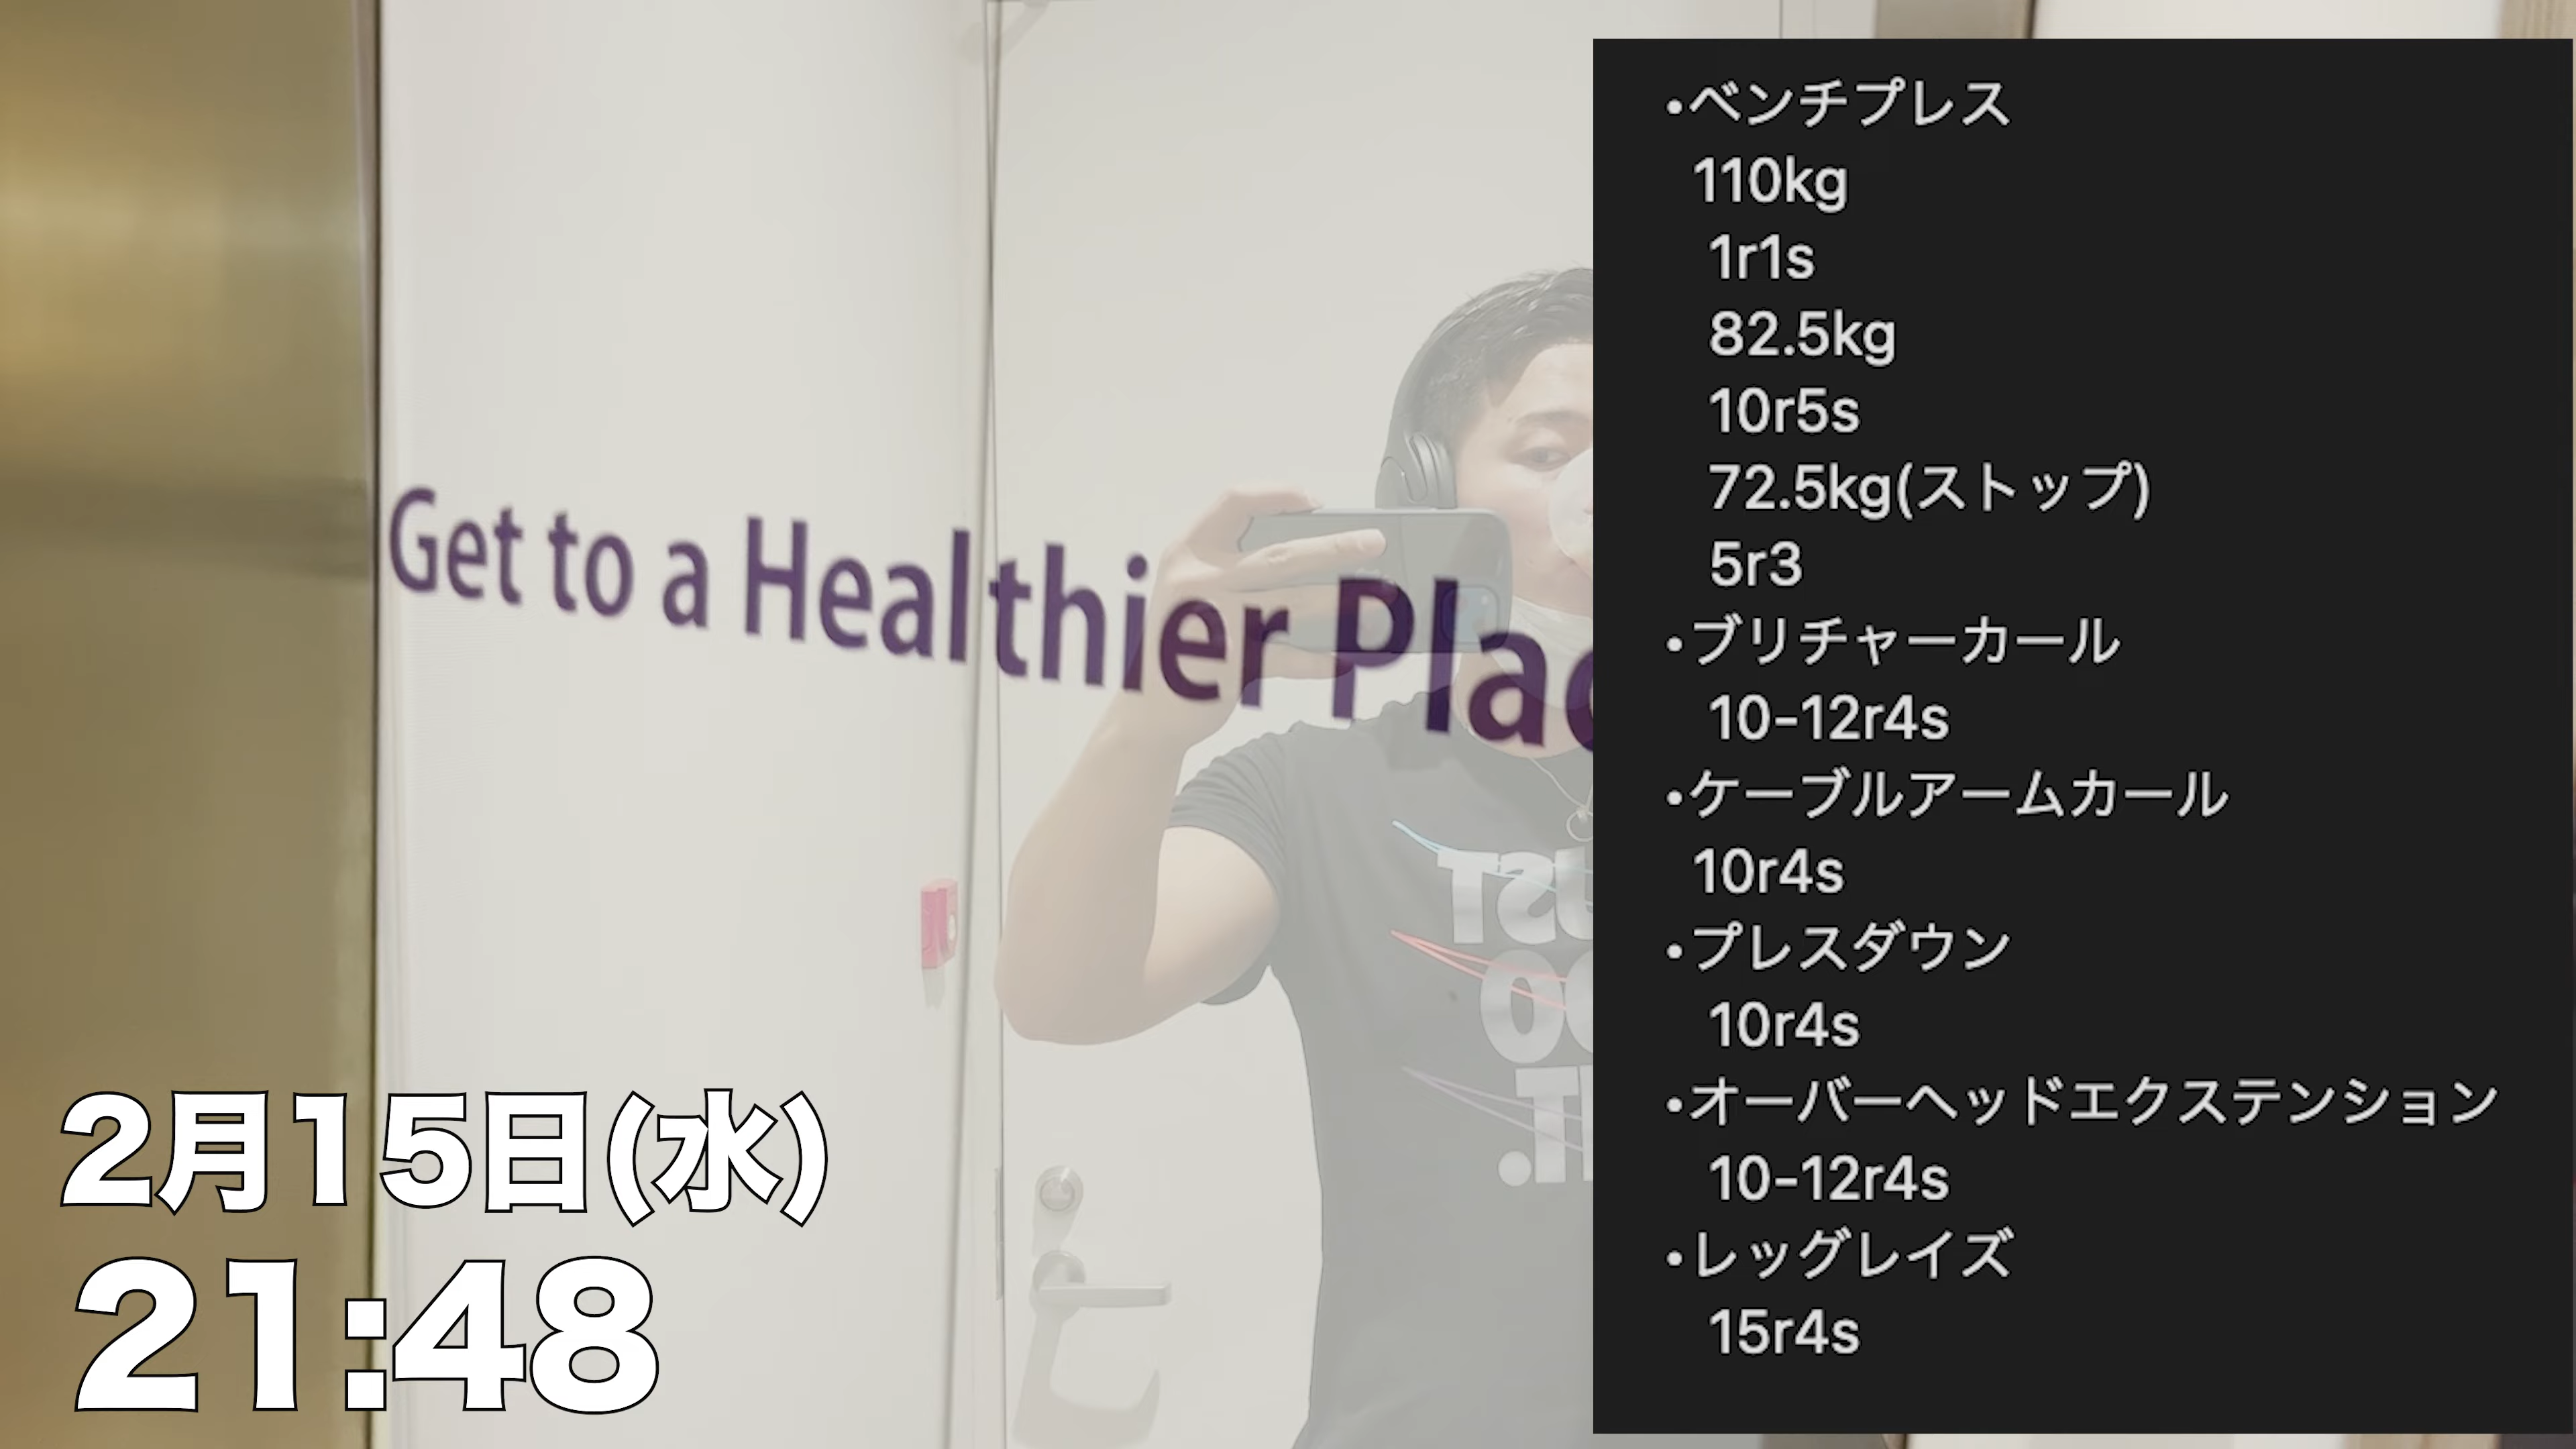 Get to a Healthier Plac
2月15日(水)
21:48
•ベンチプレス
110kg
1r1s
82.5kg
10r5s
72.5kg(ストップ)
5r3
•ブリチャーカール
10-12r4s
•ケーブルアームカール
10r4s
•プレスダウン
10r4s
•オーバーヘッドエクステンション
10-12r4s
•レッグレイズ
15r4s